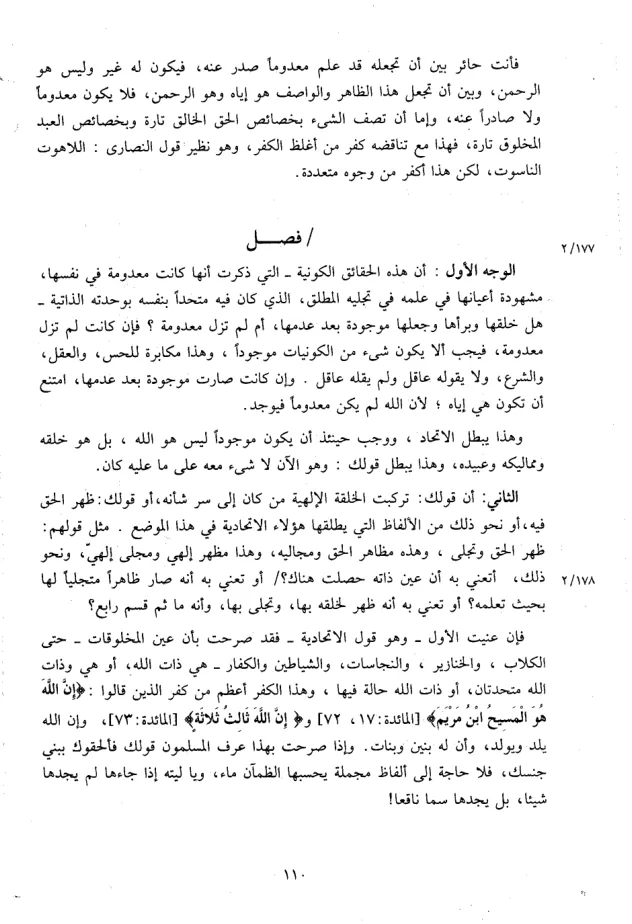 فأنت حائر بين أن تجعله قد علم معدوماً صدر عنه، فيكون له غير وليس هو
الرحمن، وبين أن تجعل هذا الظاهر والواصف هو إياه وهو الرحمن، فلا يكون معدوماً
ولا صادراً عنه، وإما أن تصف الشىء بخصائص الحق الخالق تارة وبخصائص العبد
المخلوق تارة، فهذا مع تناقضه كفر من أغلظ الكفر، وهو نظير قول النصارى : اللاهوت
الناسوت، لكن هذا أكفر من وجوه متعددة.
/ فصـــل
٢/١٧٧
الوجه الأول : أن هذه الحقائق الكونية ـ التي ذكرت أنها كانت معدومة في نفسها،
مشهودة أعيانها في علمه في تجليه المطلق، الذي كان فيه متحداً بنفسه بوحدته الذاتية ـ
هل خلقها وبرأها وجعلها موجودة بعد عدمها، أم لم تزل معدومة ؟ فإن كانت لم تزل
معدومة، فيجب ألا يكون شىء من الكونيات موجوداً ، وهذا مكابرة للحس، والعقل،
والشرع، ولا يقوله عاقل ولم يقله عاقل . وإن كانت صارت موجودة بعد عدمها، امتنع
أن تكون هي إياه ؛ لأن الله لم يكن معدوماً فيوجد.
وهذا يبطل الاتحاد ، ووجب حينئذ أن يكون موجوداً ليس هو الله ، بل هو خلقه
ومماليكه وعبيده، وهذا يبطل قولك : وهو الآن لا شىء معه على ما عليه كان.
الثاني: أن قولك: تركبت الخلقة الإلهية من كان إلى سر شأنه،أو قولك:ظهر الحق
فيه،أو نحو ذلك من الألفاظ التي يطلقها هؤلاء الاتحادية في هذا الموضع . مثل قولهم:
ظهر الحق وتجلى ، وهذه مظاهر الحق ومجاليه، وهذا مظهر إلهي ومجلى إلهيّ، ونحو
ذلك، أتعني به أن عين ذاته حصلت هناك؟/ أو تعني به أنه صار ظاهراً متجلياً لها
٢/١٧٨
بحيث تعلمه؟ أو تعني به أنه ظهر لخلقه بها، وتجلى بها، وأنه ما ثم قسم رابع؟
فإن عنيت الأول ـ وهو قول الاتحادية ـ فقد صرحت بأن عين المخلوقات ـ حتى
الكلاب ، والخنازير ، والنجاسات، والشياطين والكفار ـ هي ذات الله، أو هي وذات
الله متحدتان، أو ذات الله حالة فيها ، وهذا الكفر أعظم من كفر الذين قالوا : ﴿إِنَّ اللَّهَ
هُوَ الْمَسِيحُ ابْنُ مَرْيَمَ﴾ [المائدة:١٧، ٧٢] و﴿ إِنَّ اللَّهَ ثَالِثُ ثَلاثَةٍ﴾ [المائدة:٧٣]، وإن الله
يلد ويولد، وأن له بنين وبنات. وإذا صرحت بهذا عرف المسلمون قولك فألحقوك ببني
جنسك، فلا حاجة إلى ألفاظ مجملة يحسبها الظمآن ماء، ويا ليته إذا جاءها لم يجدها
شيئا، بل يجدها سما ناقعا!
١١٠